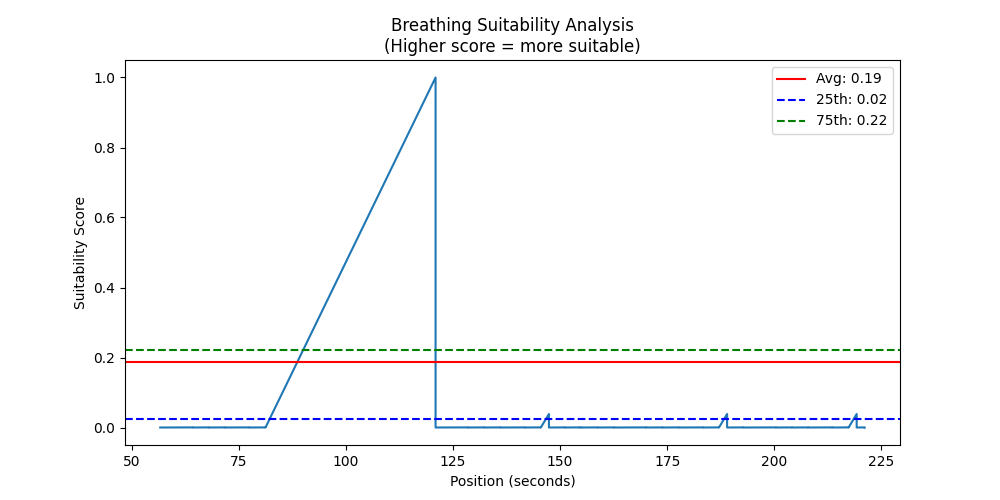 Breathing Suitability Analysis
(Higher score = more suitable)
Avg: 0.19
25th: 0.02
75th: 0.22
Suitability Score
1.0
0.8
0.6
0.4
0.2
0.0
50 75 100 125 150 175 200 225
Position (seconds)